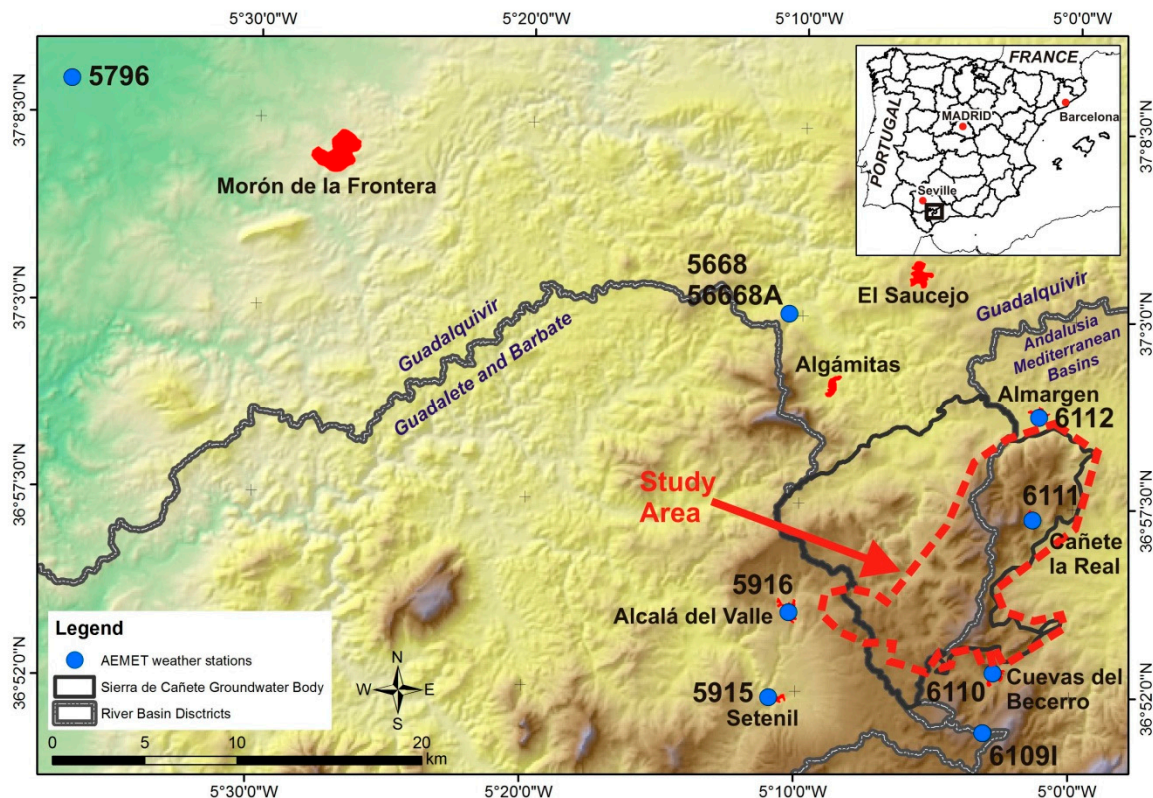 5°30'0"W
5°20'0"W
5°10'0"W
5°0'0"W
5796
37°8'30"N
37°8'30"N
FRANCE
PORTUGAL
MADRID
Barcelona
Seville
Morón de la Frontera
5668
56668A
El Saucejo
37°3'0"N
37°3'0"N
Guadalquivir
Guadalete and Barbate
Guadalquivir
Andalusia
Mediterranean
Basins
Algámitas
Almargen
6112
Study
Area
36°57'30"N
36°57'30"N
6111
Cañete
la Real
5916
Alcalá del Valle
Legend
AEMET weather stations
Sierra de Cañete Groundwater Body
River Basin Disctricts
N
W
E
S
36°52'0"N
36°52'0"N
5915
Setenil
6110
Cuevas del
Becerro
6109I
0
5
10
20
km
5°30'0"W
5°20'0"W
5°10'0"W
5°0'0"W